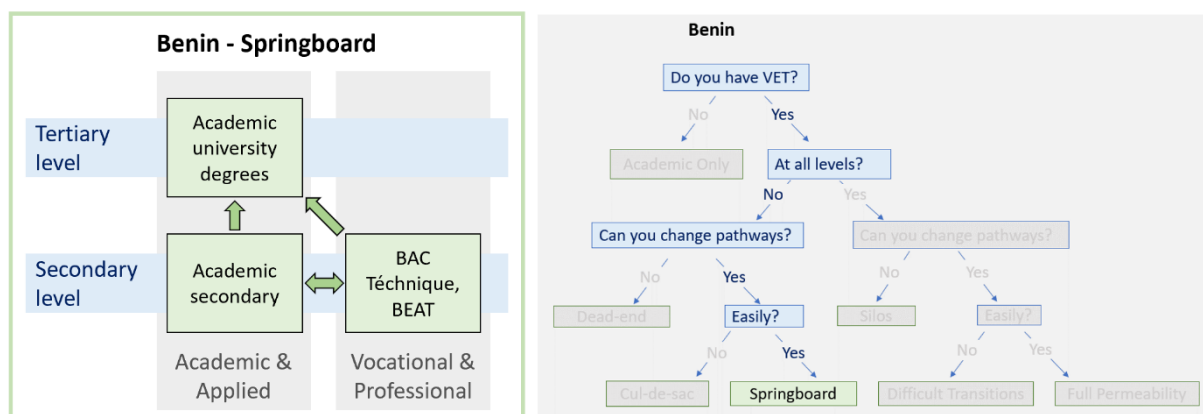 Benin - Springboard
Tertiary
level
Academic
university
degrees
Secondary
level
Academic
secondary
BAC
Téchnique,
BEAT
Academic &
Applied
Vocational &
Professional
Benin
Do you have VET?
No
Yes
Academic Only
At all levels?
No
Yes
Can you change pathways?
Can you change pathways?
No
Yes
No
Yes
Dead-end
Easily?
Silos
Easily?
No
Yes
No
Yes
Cul-de-sac
Springboard
Difficult Transitions
Full Permeability